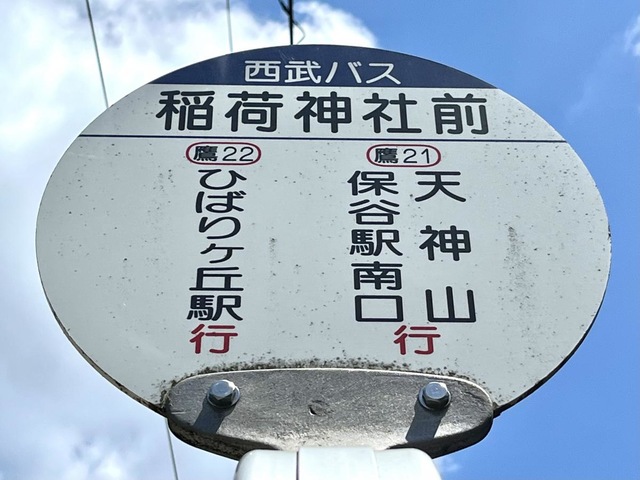 西武バス
稲荷神社前
鷹21
天神山
保谷駅南口
行
鷹22
ひばりヶ丘駅
行